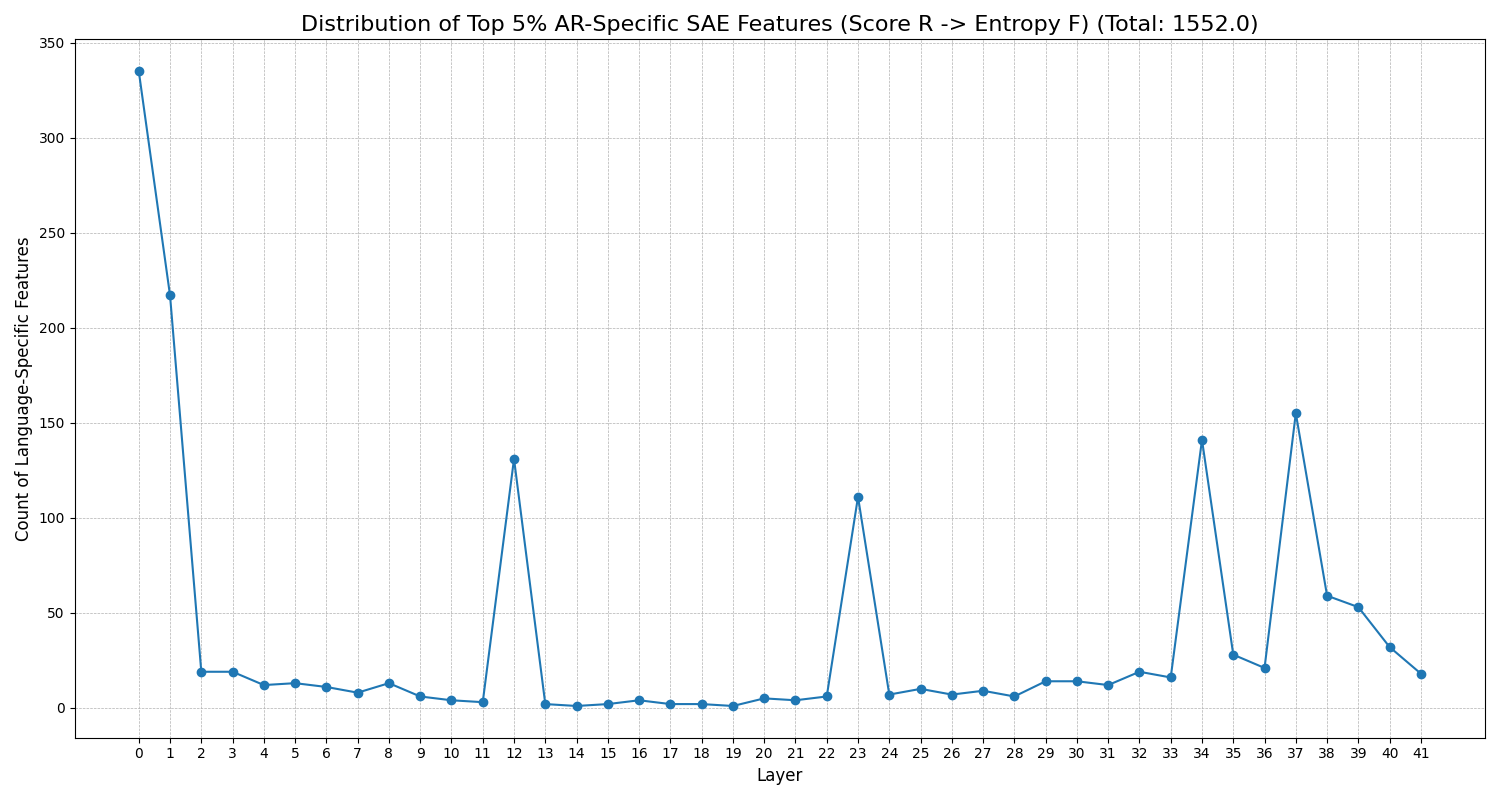 Distribution of Top 5% AR-Specific SAE Features (Score R -> Entropy F) (Total: 1552.0)
Count of Language-Specific Features
350
300
250
200
150
100
50
0
0 1 2 3 4 5 6 7 8 9 10 11 12 13 14 15 16 17 18 19 20 21 22 23 24 25 26 27 28 29 30 31 32 33 34 35 36 37 38 39 40 41
Layer